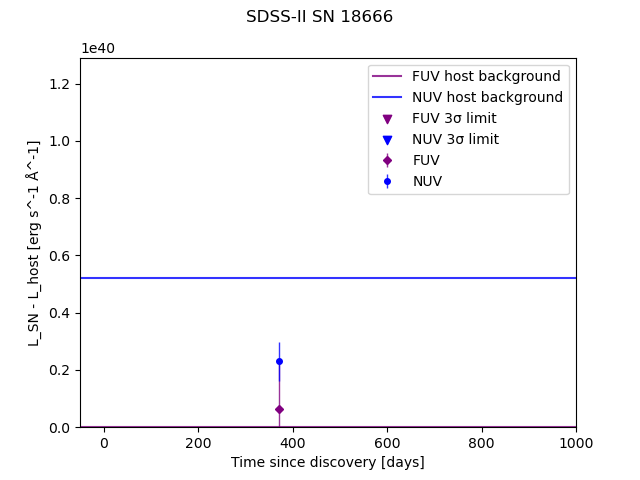 SDSS-II SN 18666
1e40
FUV host background
NUV host background
FUV 3σ limit
NUV 3σ limit
FUV
NUV
L_SN - L_host [erg s^-1 Å^-1]
1.2
1.0
0.8
0.6
0.4
0.2
0.0
0 200 400 600 800 1000
Time since discovery [days]